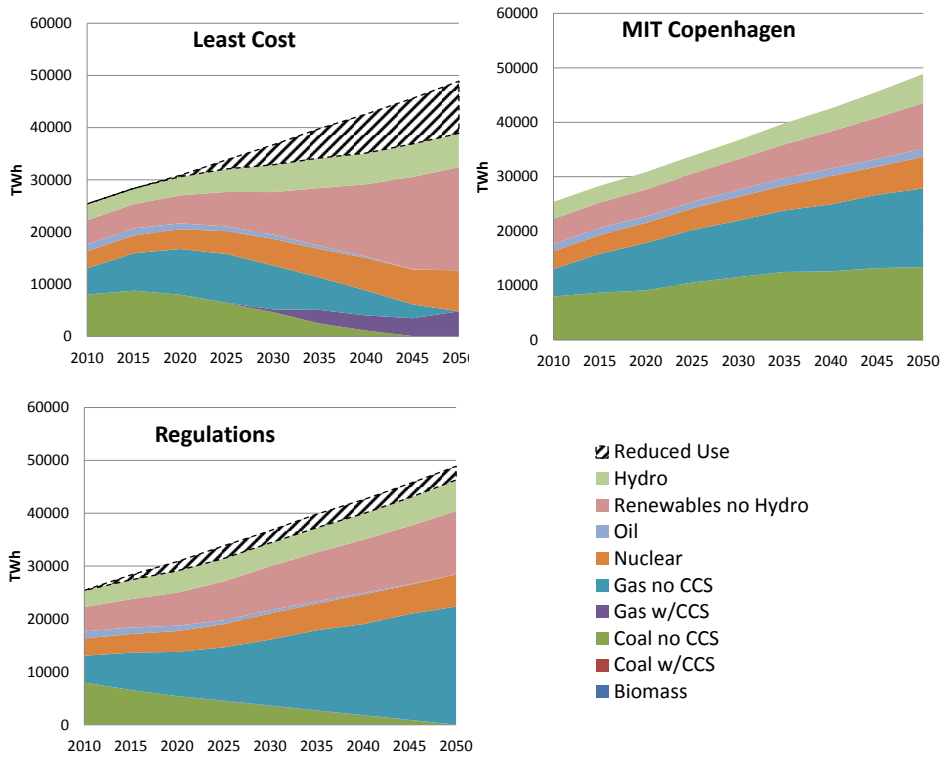 Least Cost
60000
50000
40000
30000
20000
10000
0
TWh
2010 2015 2020 2025 2030 2035 2040 2045 2050
MIT Copenhagen
60000
50000
40000
30000
20000
10000
0
2010 2015 2020 2025 2030 2035 2040 2045 2050
Regulations
60000
50000
40000
30000
20000
10000
0
TWh
2010 2015 2020 2025 2030 2035 2040 2045 2050
Reduced Use
Hydro
Renewables no Hydro
Oil
Nuclear
Gas no CCS
Gas w/CCS
Coal no CCS
Coal w/CCS
Biomass